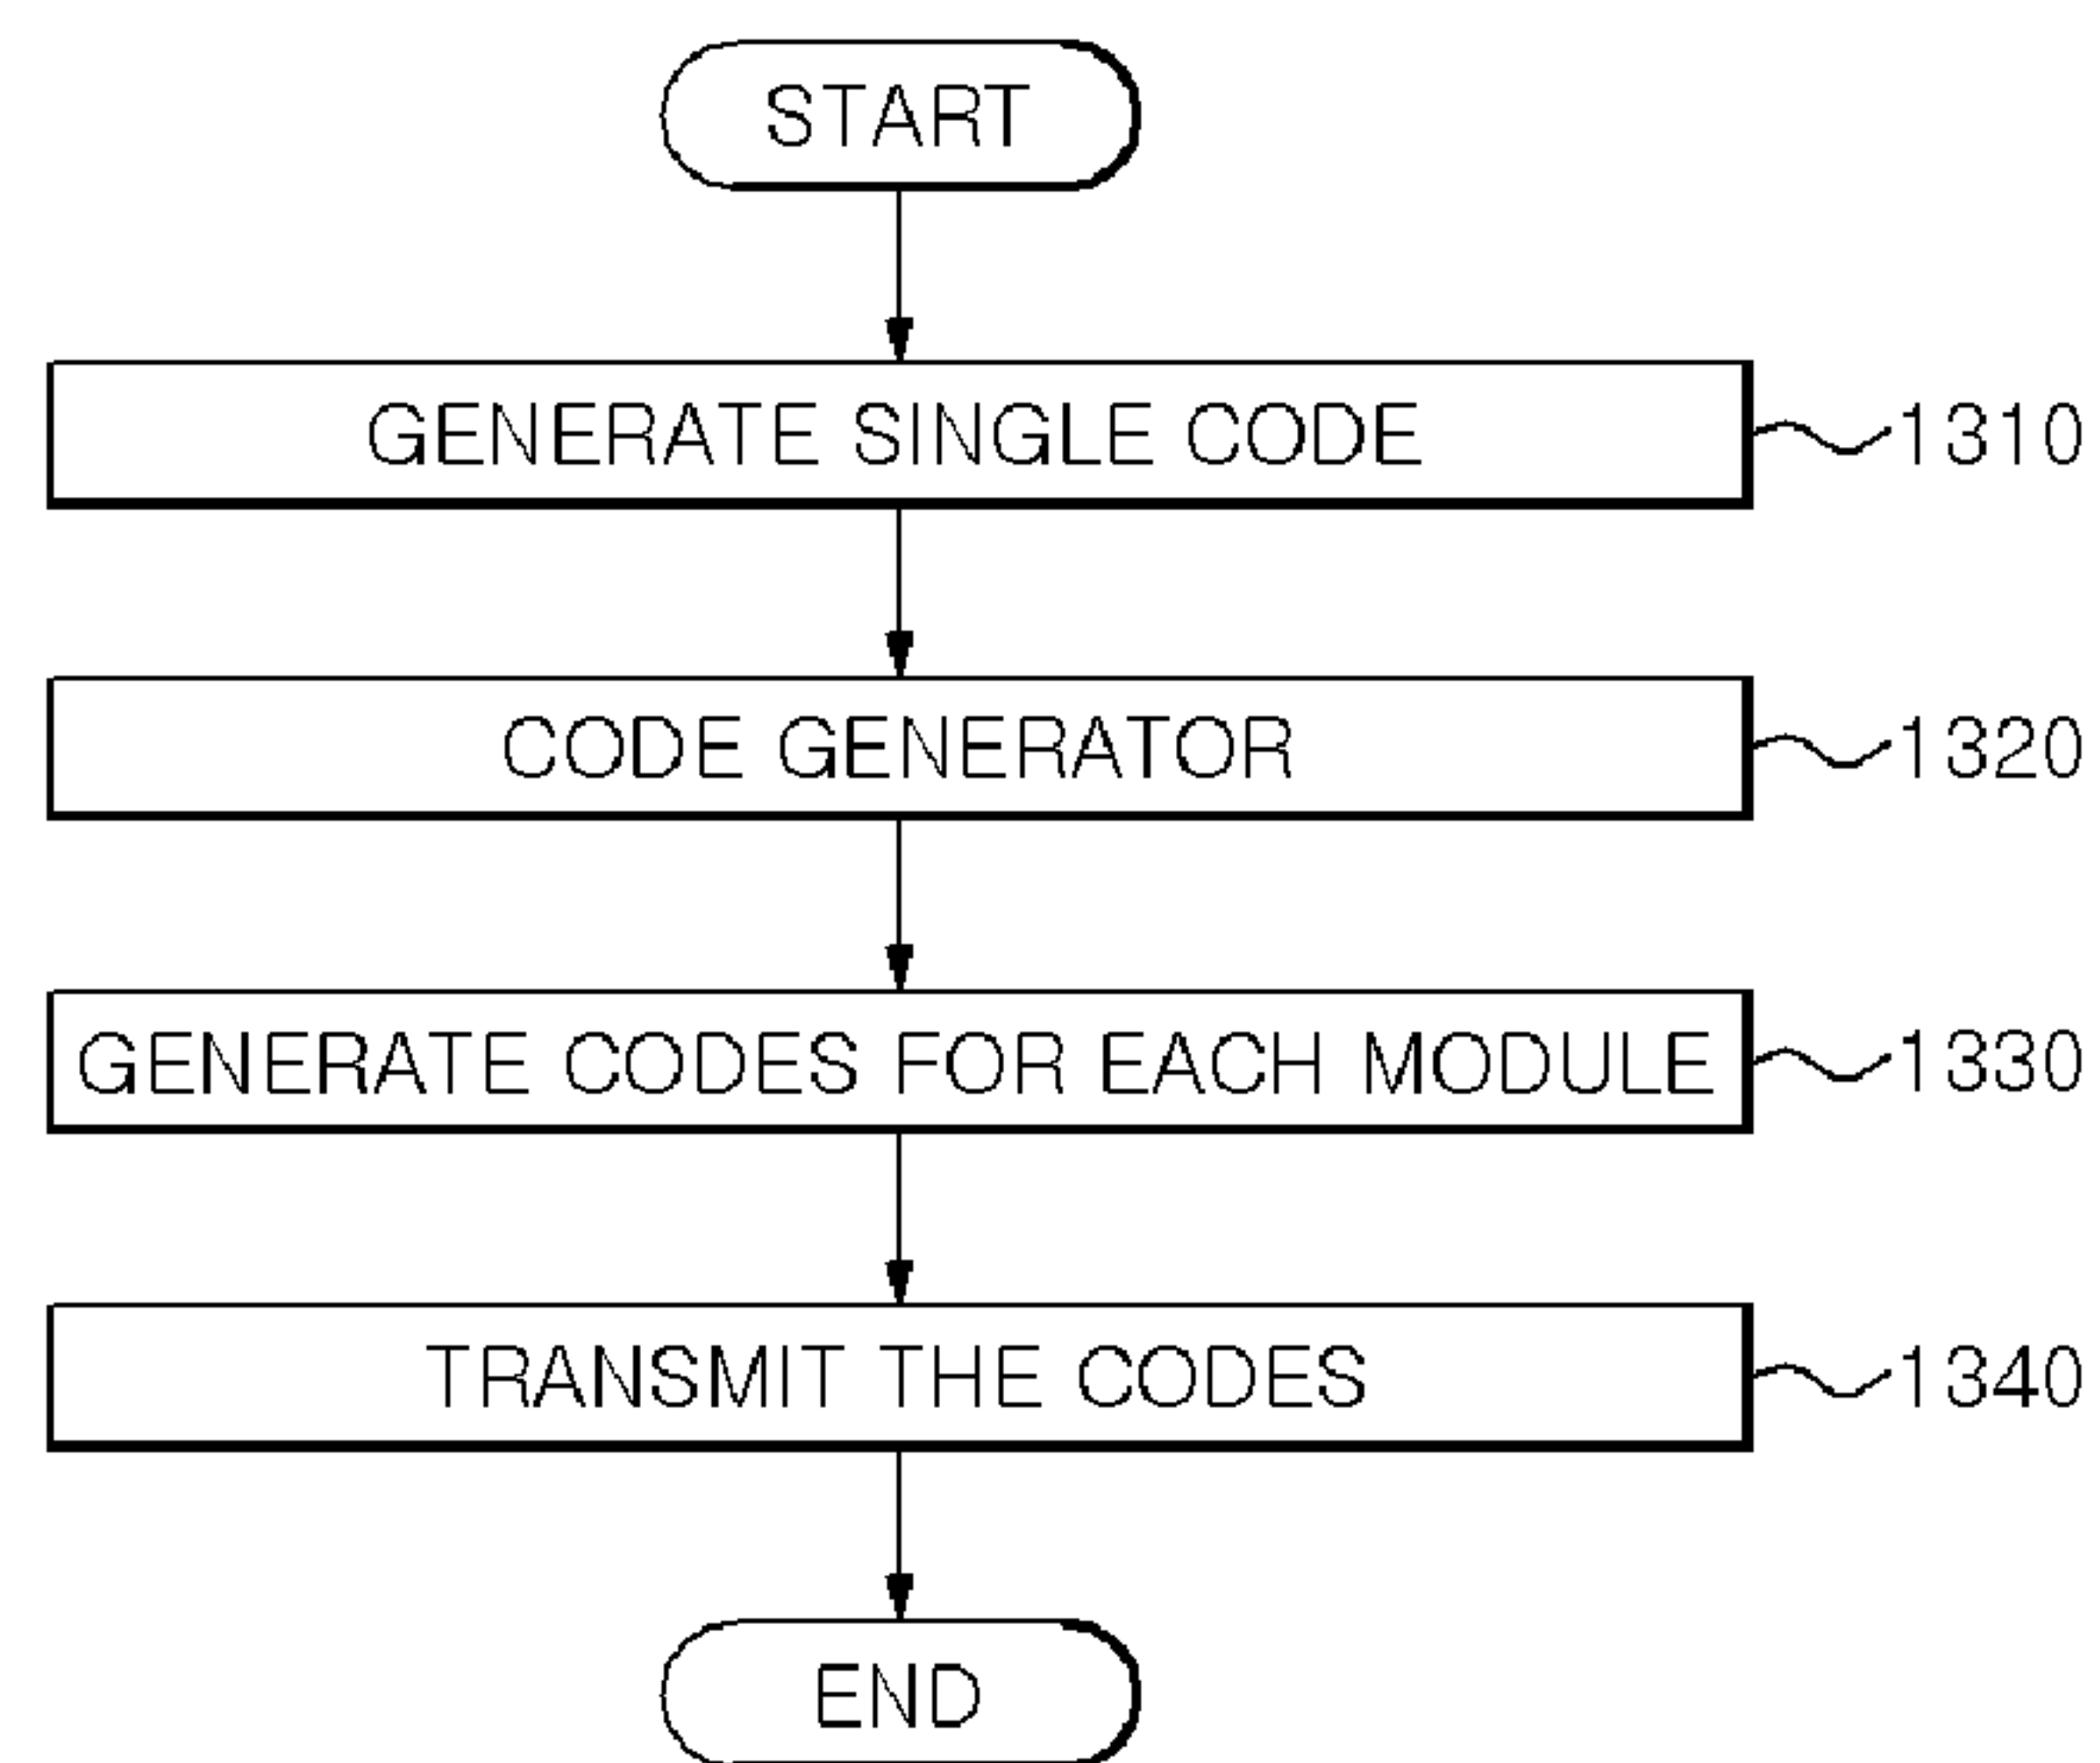 START
GENERATE SINGLE CODE
1310
CODE GENERATOR
1320
GENERATE CODES FOR EACH MODULE
1330
TRANSMIT THE CODES
1340
END